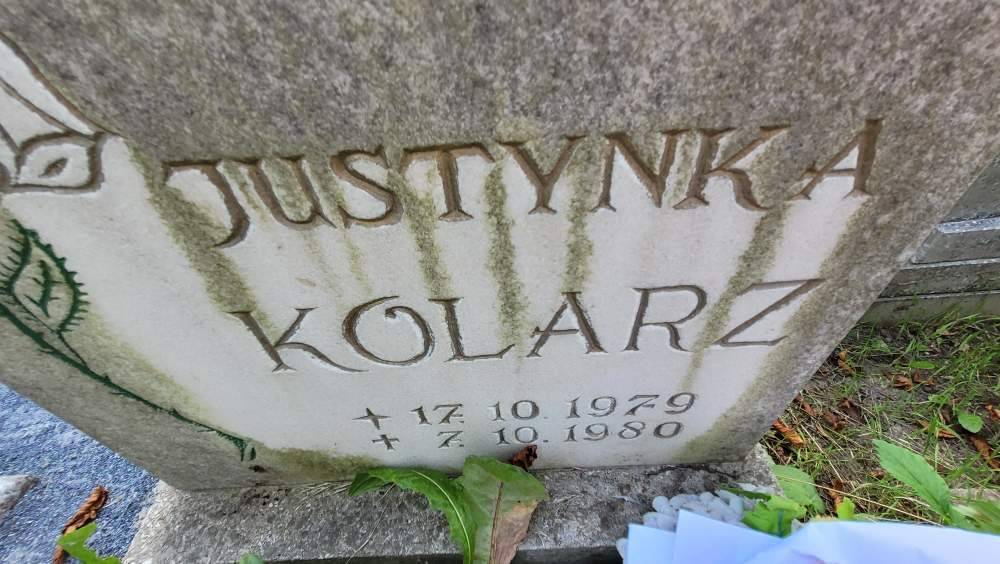 JUSTYNKA
KOLARZ
✦ 17. 10. 1979
+ 7. 10. 1980